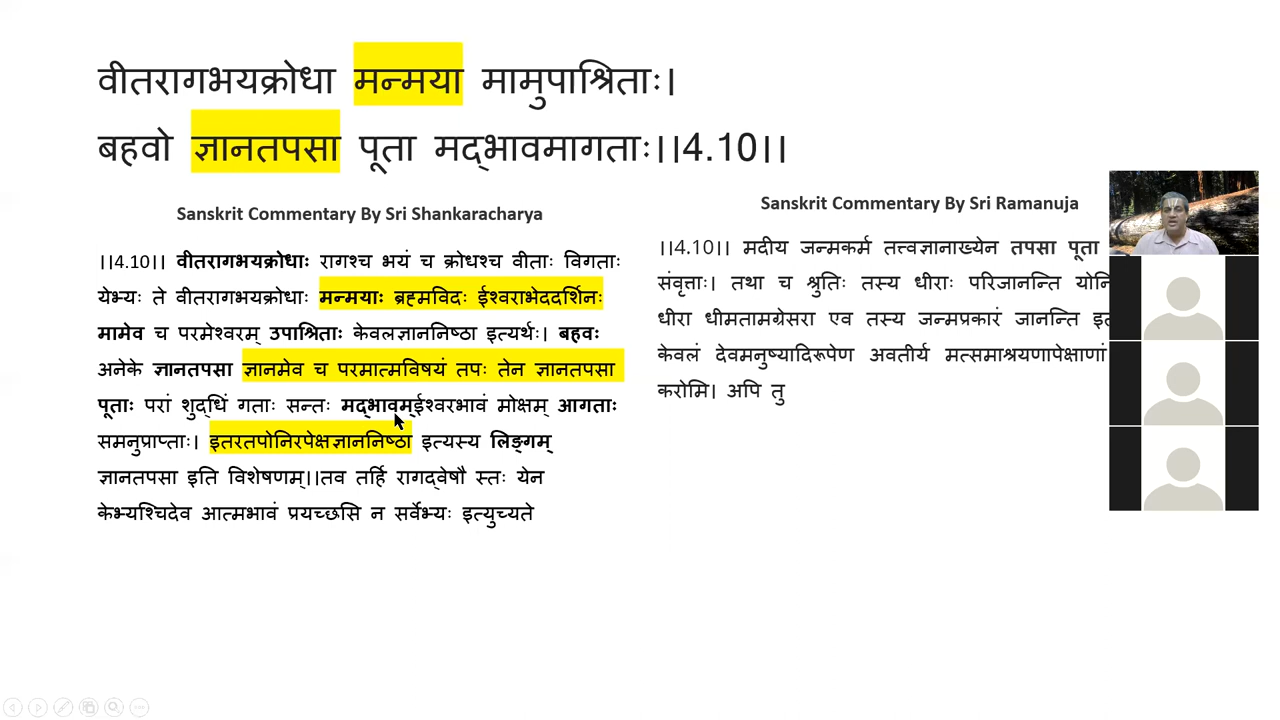 वीतरागभयक्रोधा मन्मया मामुपाश्रिताः।
बहवो ज्ञानतपसा पूता मद्भावमागताः।।4.10।।
Sanskrit Commentary By Sri Shankaracharya
।।4.10।। वीतरागभयक्रोधाः रागश्च भयं च क्रोधश्च वीताः विगताः
येभ्यः ते वीतरागभयक्रोधाः मन्मयाः ब्रह्मविदः ईश्वराभेददर्शिनः
मामेव च परमेश्वरम् उपाश्रिताः केवलज्ञाननिष्ठा इत्यर्थः। बहवः
अनेके ज्ञानतपसा ज्ञानमेव च परमात्मविषयं तपः तेन ज्ञानतपसा
पूताः परां शुद्धिं गताः सन्तः मद्भावम्ईश्वरभावं मोक्षम् आगताः
समनुप्राप्ताः। इतरतपोनिरपेक्षज्ञाननिष्ठा इत्यस्य लिङ्गम्
ज्ञानतपसा इति विशेषणम्।।तव तर्हि रागद्वेषौ स्तः येन
केभ्यश्चिदेव आत्मभावं प्रयच्छसि न सर्वेभ्यः इत्युच्यते
Sanskrit Commentary By Sri Ramanuja
।।4.10।। मदीय जन्मकर्म तत्त्वज्ञानाख्येन तपसा पूता
संवृत्ताः। तथा च श्रुतिः तस्य धीराः परिजानन्ति
धीरा धीमतामग्रेसरा एव तस्य जन्मप्रकारं जानन्ति
केवलं देवमनुष्यादिरूपेण अवतीर्य मत्समाश्रयणापेक्षाणां
करोमि। अपि तु